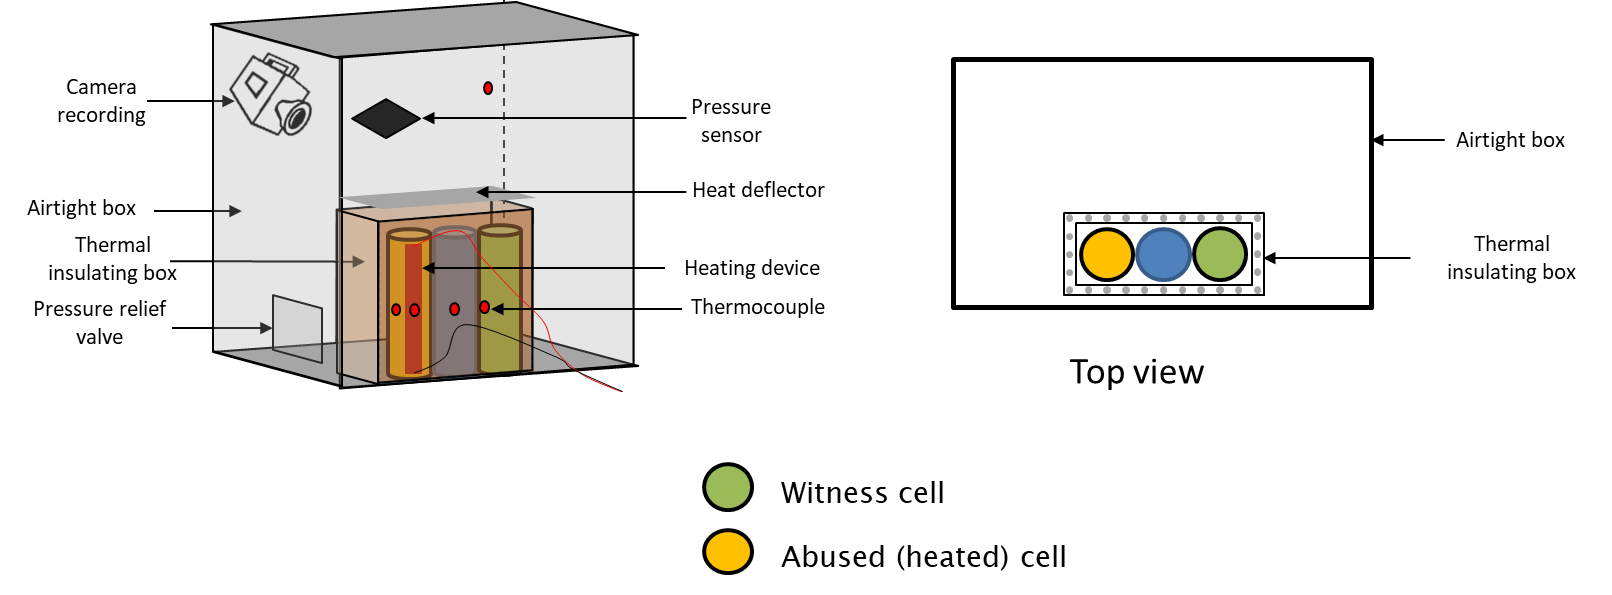 Camera
recording
Airtight box
Thermal
insulating box
Pressure relief
valve
Pressure
sensor
Heat deflector
Heating device
Thermocouple
Airtight box
Thermal
insulating box
Top view
Witness cell
Abused (heated) cell